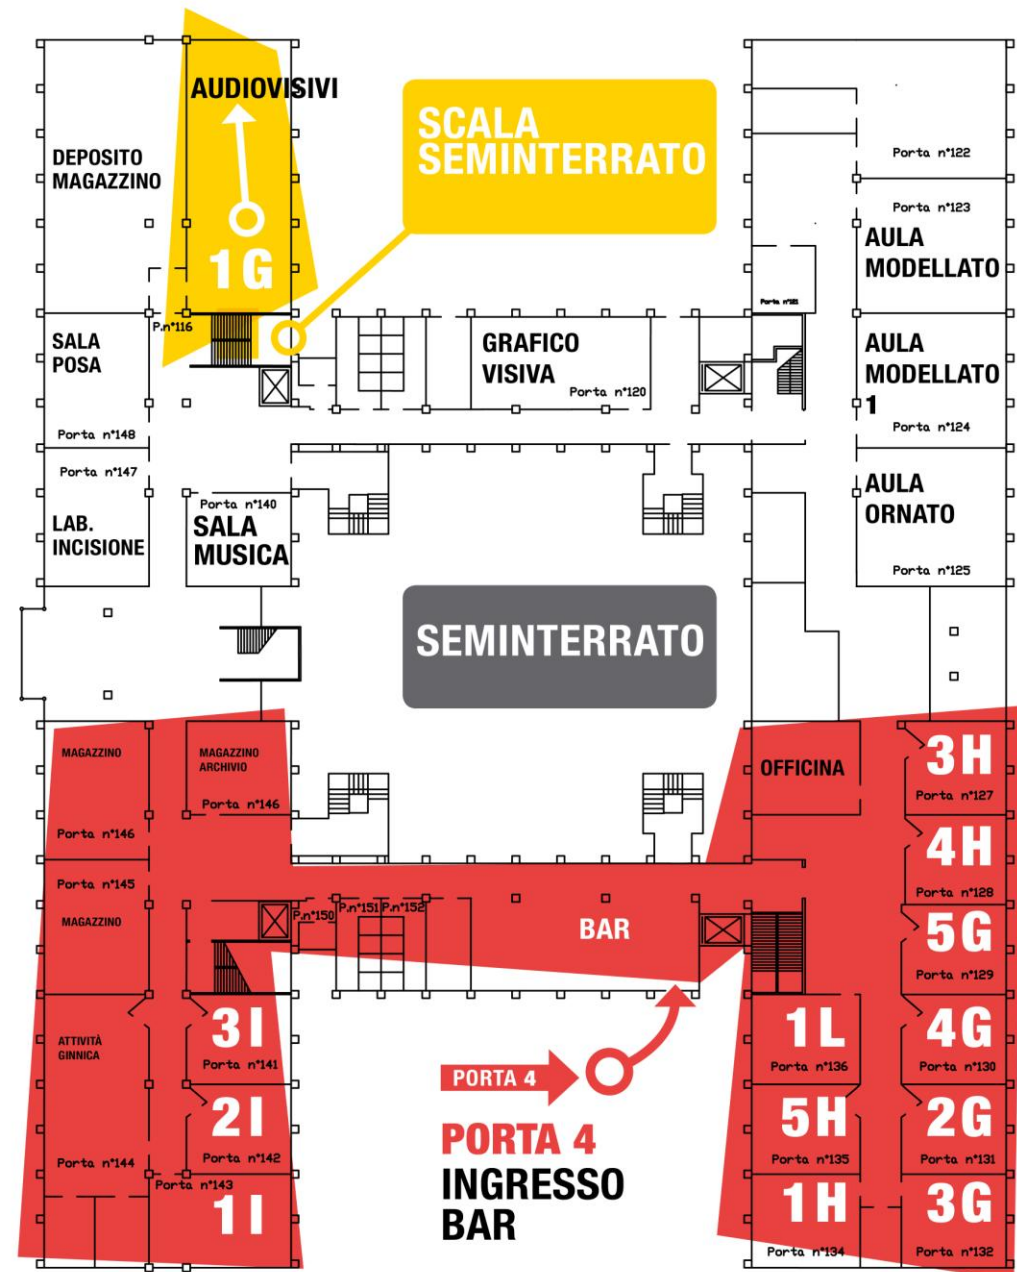 AUDIOVISIVI
DEPOSITO
MAGAZZINO
1G
P.n°116
SCALA
SEMINTERRATO
SALA
POSA
Porta n°148
Porta n°147
LAB.
INCISIONE
Porta n°140
SALA
MUSICA
GRAFICO
VISIVA
Porta n°120
Porta n°121
Porta n°122
Porta n°123
AULA
MODELLATO
AULA
MODELLATO
1
Porta n°124
AULA
ORNATO
Porta n°125
SEMINTERRATO
MAGAZZINO
Porta n°146
MAGAZZINO
ARCHIVIO
Porta n°146
Porta n°145
MAGAZZINO
P.n°150
P.n°151
P.n°152
BAR
OFFICINA
3H
Porta n°127
4H
Porta n°128
5G
Porta n°129
ATTIVITÀ
GINNICA
Porta n°144
3I
Porta n°141
2I
Porta n°142
Porta n°143
1I
PORTA 4
PORTA 4
INGRESSO
BAR
1L
Porta n°136
4G
Porta n°130
5H
Porta n°135
2G
Porta n°131
1H
Porta n°134
3G
Porta n°132